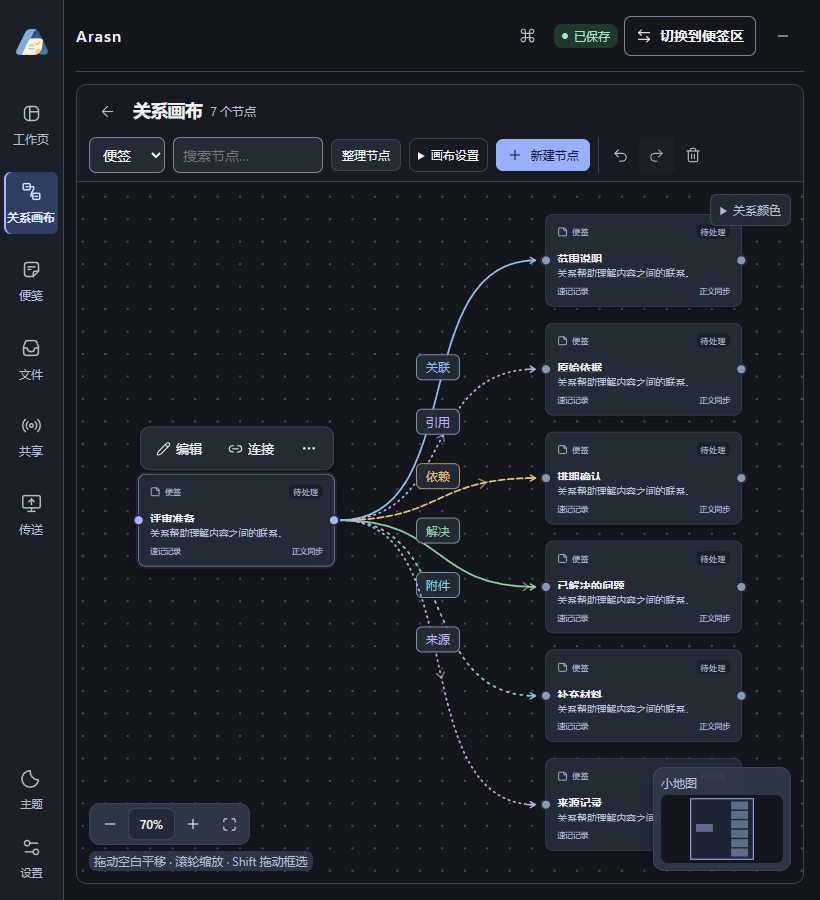 Arasn
已保存
切换到便签区
工作页
关系画布
便笺
文件
共享
传送
主题
设置
关系画布 7 个节点
便签
搜索节点...
整理节点
画布设置
新建节点
关系颜色
便签 待处理
范围说明
关系帮助理解内容之间的联系。
速记记录 正文同步
便签 待处理
原始依据
关系帮助理解内容之间的联系。
速记记录 正文同步
便签 待处理
排期确认
关系帮助理解内容之间的联系。
速记记录 正文同步
便签 待处理
已解决的问题
关系帮助理解内容之间的联系。
速记记录 正文同步
便签 待处理
补充材料
关系帮助理解内容之间的联系。
速记记录 正文同步
便签
来源记录
关系帮助理解内容之间
速记记录
关联
引用
依赖
解决
附件
来源
编辑 连接
便签 待处理
评审准备
关系帮助理解内容之间的联系。
速记记录 正文同步
小地图
70%
拖动空白平移 · 滚轮缩放 · Shift 拖动框选